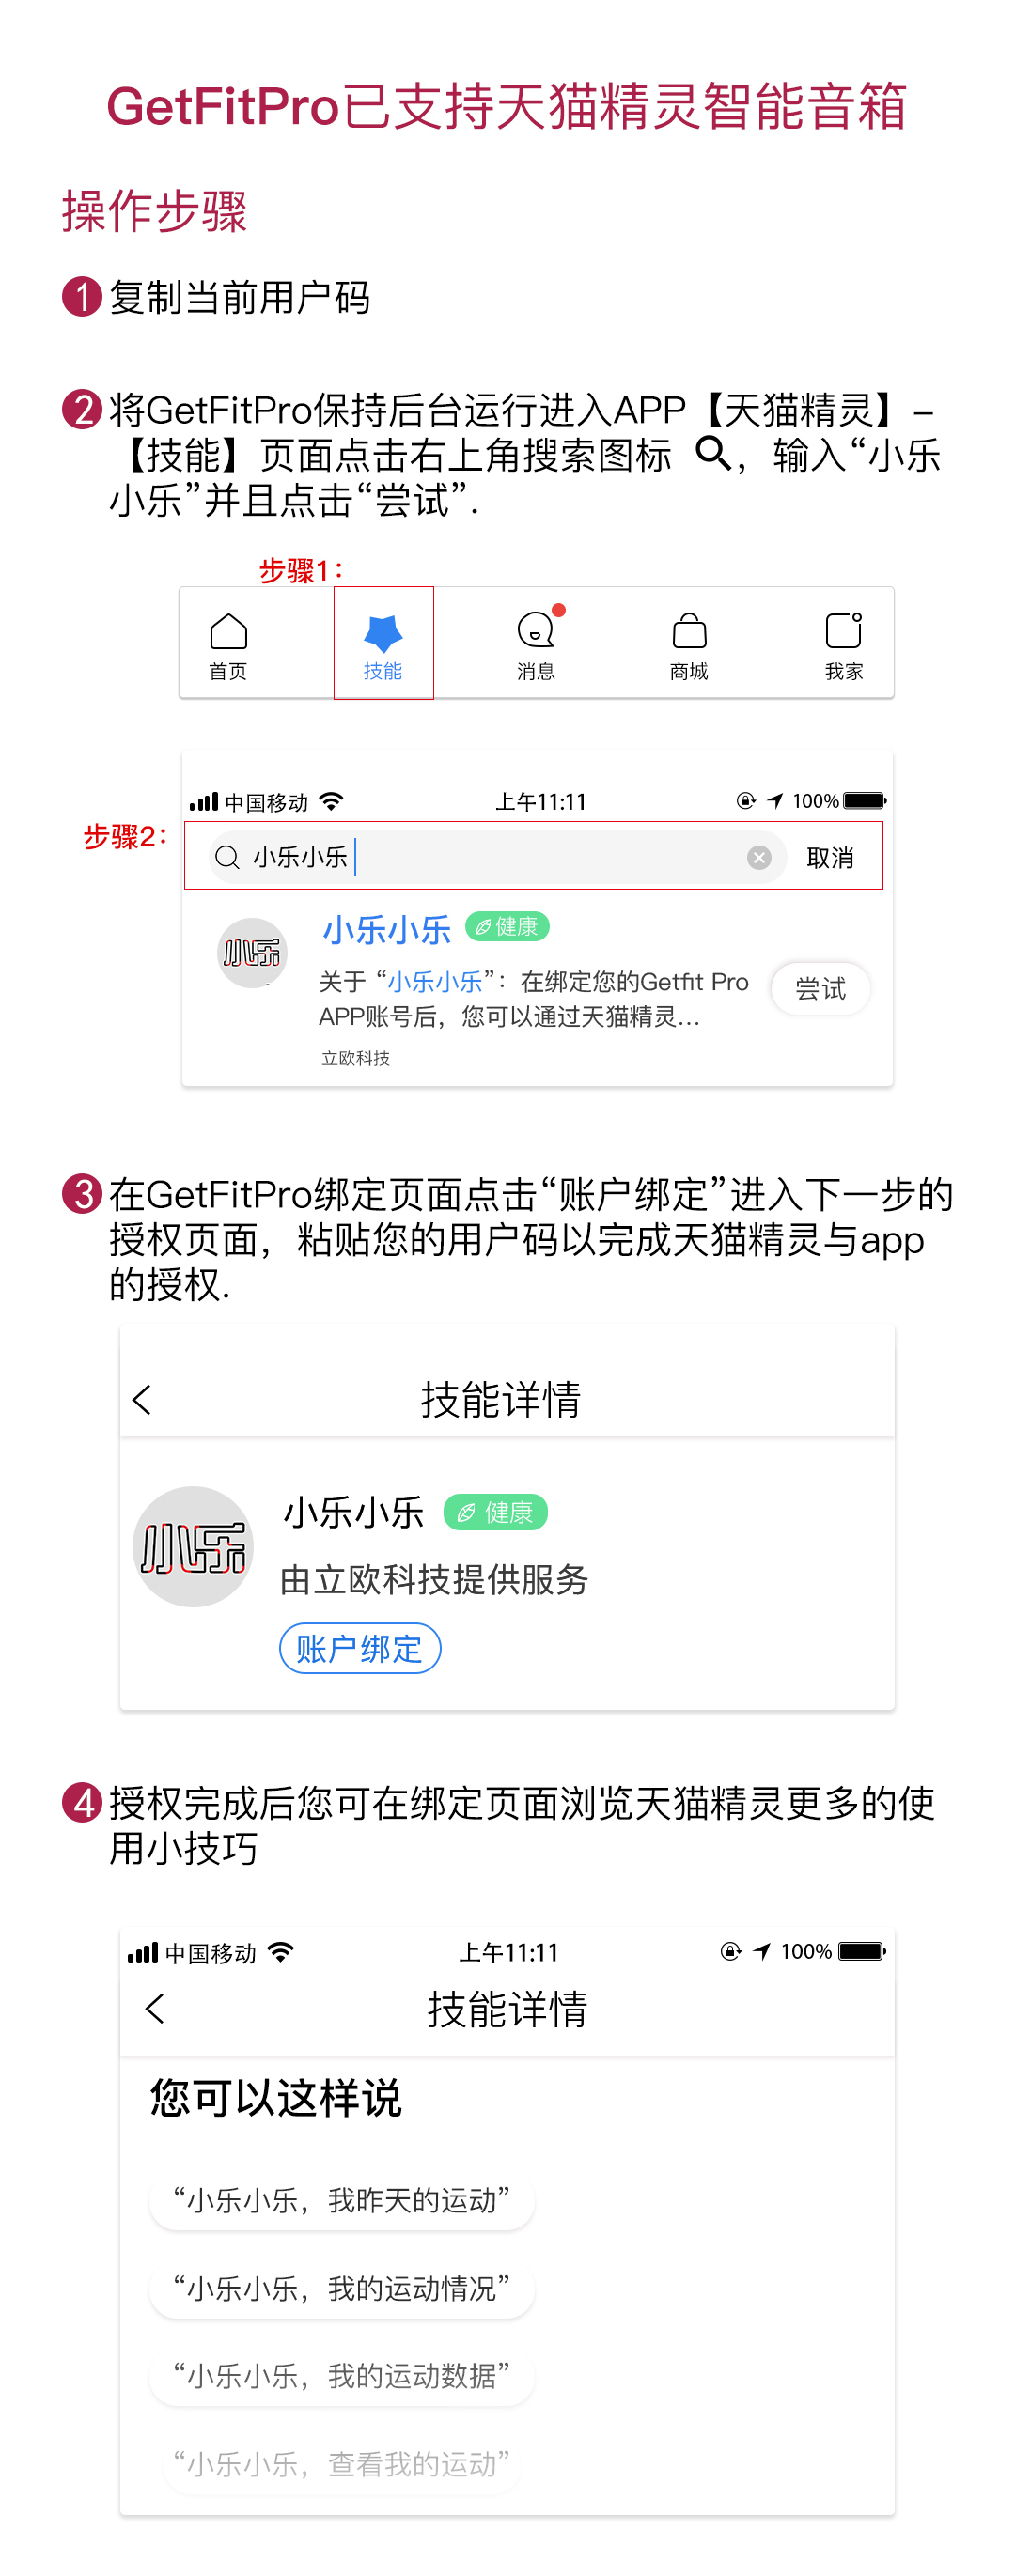 GetFitPro已支持天猫精灵智能音箱
操作步骤
1 复制当前用户码
2 将GetFitPro保持后台运行进入APP【天猫精灵】-
【技能】页面点击右上角搜索图标 ，输入“小乐
小乐”并且点击“尝试”.
步骤1：
首页 技能 消息 商城 我家
中国移动 上午11:11 100%
步骤2：
小乐小乐 取消
小乐
小乐小乐 健康
关于 “小乐小乐”：在绑定您的Getfit Pro
APP账号后，您可以通过天猫精灵...
尝试
立欧科技
3 在GetFitPro绑定页面点击“账户绑定”进入下一步的
授权页面，粘贴您的用户码以完成天猫精灵与app
的授权.
技能详情
小乐
小乐小乐 健康
由立欧科技提供服务
账户绑定
4 授权完成后您可在绑定页面浏览天猫精灵更多的使
用小技巧
中国移动 上午11:11 100%
技能详情
您可以这样说
“小乐小乐，我昨天的运动”
“小乐小乐，我的运动情况”
“小乐小乐，我的运动数据”
“小乐小乐，查看我的运动”